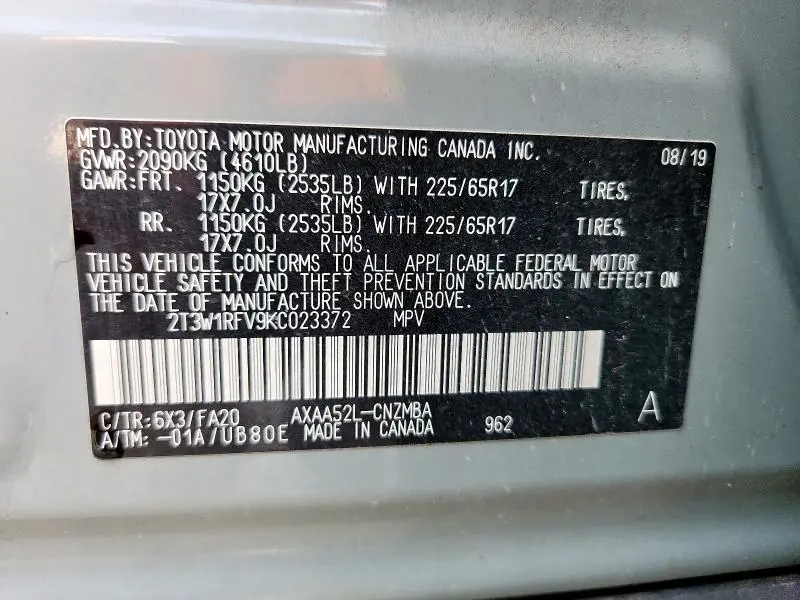 MFD. BY: TOYOTA MOTOR MANUFACTURING CANADA INC. 08/19
GVWR: 2090KG (4610LB)
GAWR: FRT. 1150KG (2535LB) WITH 225/65R17 TIRES,
17X7.0J RIMS.
RR. 1150KG (2535LB) WITH 225/65R17 TIRES,
17X7.0J RIMS.
THIS VEHICLE CONFORMS TO ALL APPLICABLE FEDERAL MOTOR
VEHICLE SAFETY AND THEFT PREVENTION STANDARDS IN EFFECT ON
THE DATE OF MANUFACTURE SHOWN ABOVE.
2T3W1RFV9KC023372 MPV
C/TR: 6X3/FA20 AXAA52L-CNZMBA A
A/TM: -01A/UB80E MADE IN CANADA 962